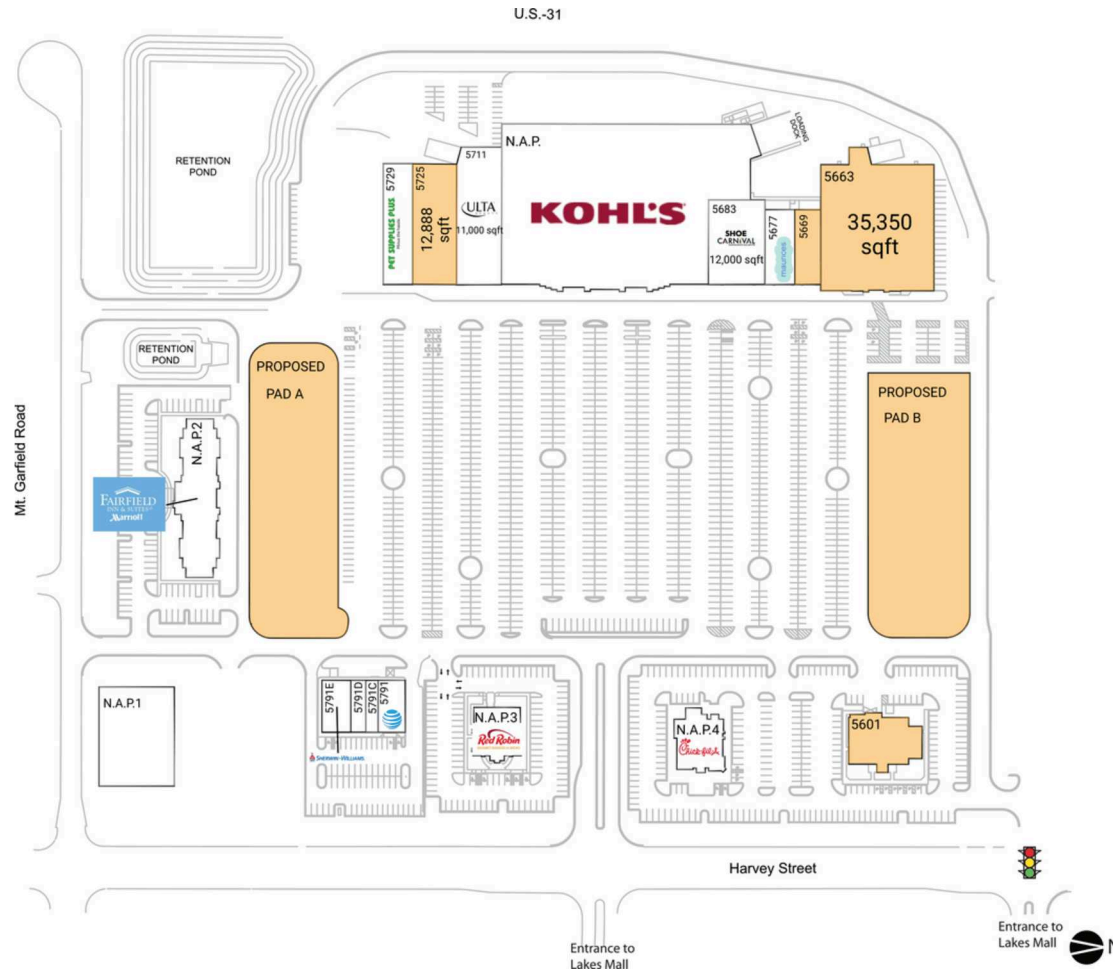 U.S.-31
RETENTION
POND
5729
PET SUPPLIES PLUS
5725
12,888
sqft
5711
ULTA
11,000 sqft
N.A.P.
KOHL'S
LOADING
DOCK
5683
SHOE
CARNIVAL
12,000 sqft
5677
maurices
5669
5663
35,350
sqft
RETENTION
POND
PROPOSED
PAD A
PROPOSED
PAD B
Mt. Garfield Road
N.A.P.2
FAIRFIELD
INN & SUITES
Marriott
N.A.P.1
5791E
5791D
5791C
5791
AT&T
SHERWIN-WILLIAMS
N.A.P.3
Red Robin
N.A.P.4
Chick-fil-A
5601
Harvey Street
Entrance to
Lakes Mall
Entrance to
Lakes Mall
N